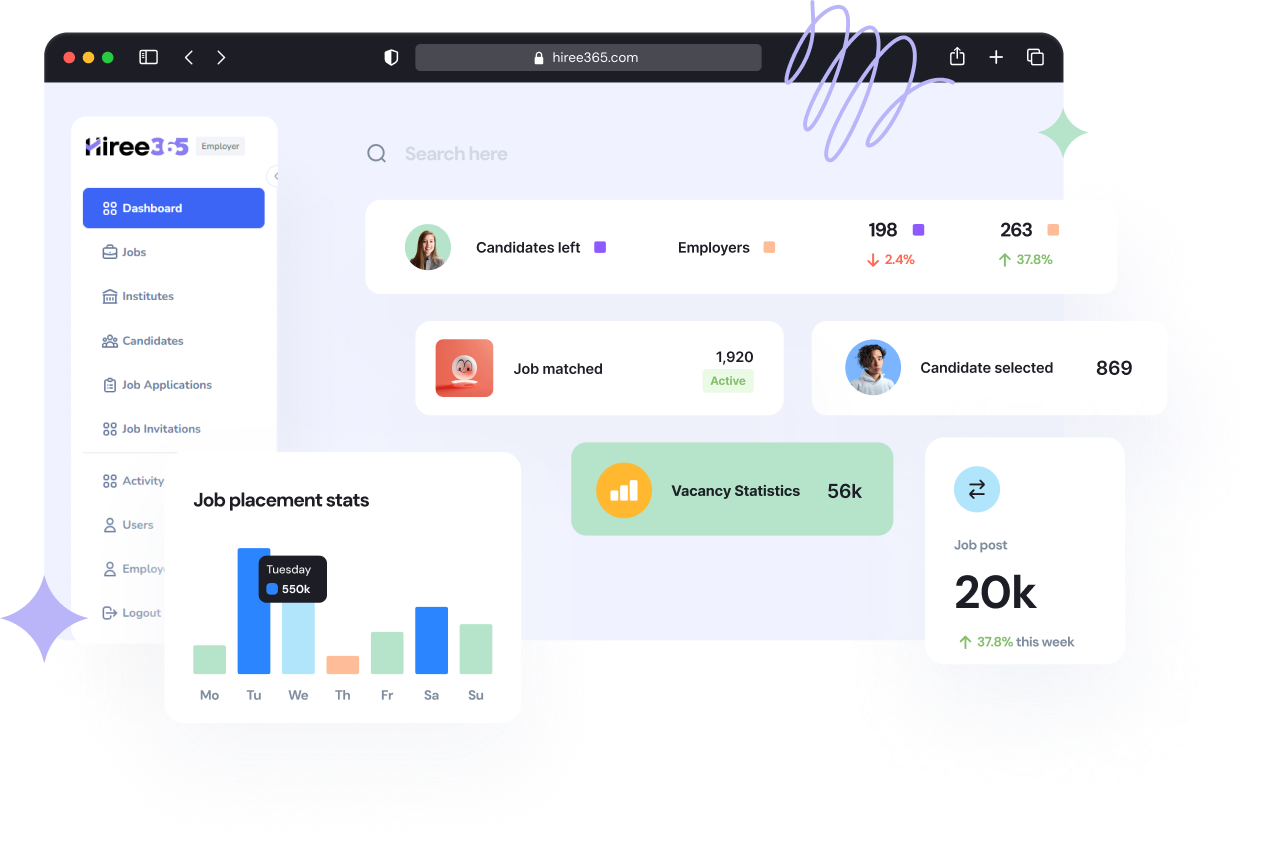 hiree365.com
Hiree365 Employer
Search here
Dashboard
Jobs
Institutes
Candidates
Job Applications
Job Invitations
Activity
Users
Logout
Candidates left
Employers
198
2.4%
263
37.8%
Job matched
1,920
Active
Candidate selected
869
Vacancy Statistics
56k
Job post
20k
37.8% this week
Job placement stats
Tuesday
550k
Mo Tu We Th Fr Sa Su